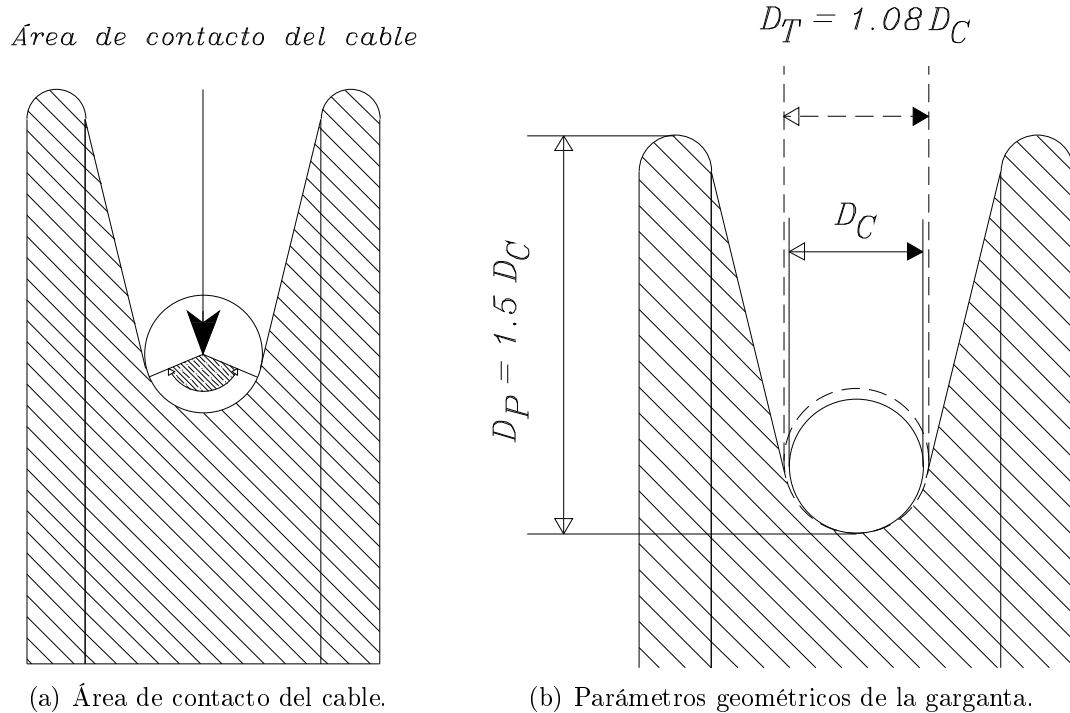 Área de contacto del cable
D_T = 1.08 D_C
D_C
D_P = 1.5 D_C
(a) Área de contacto del cable.
(b) Parámetros geométricos de la garganta.